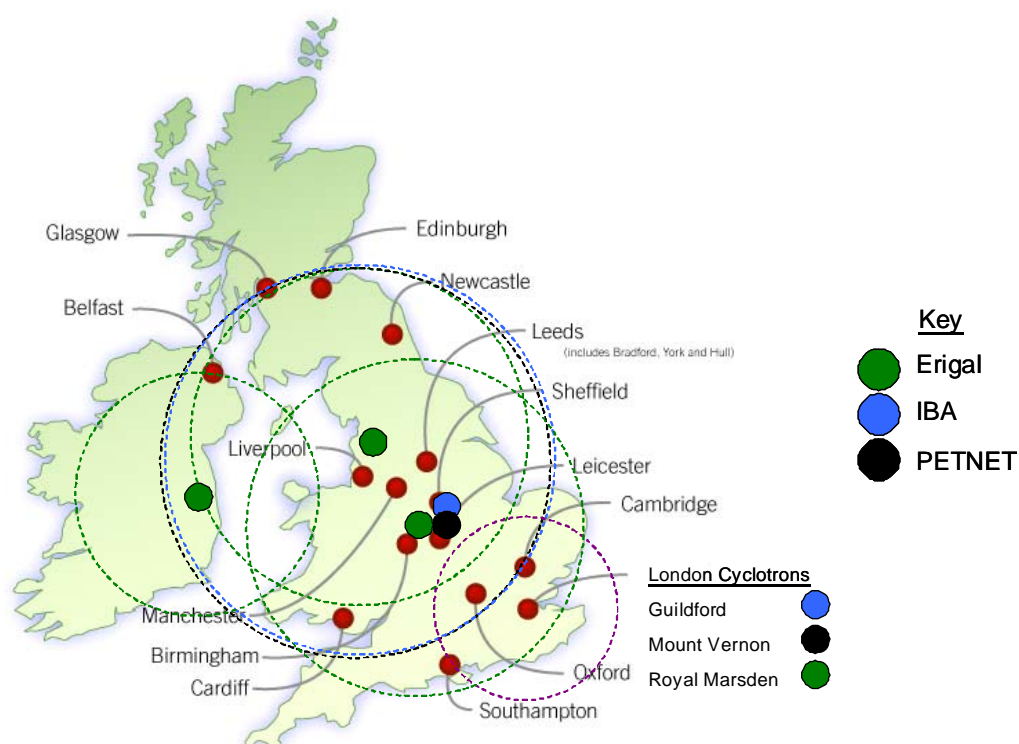 Glasgow
Edinburgh
Newcastle
Belfast
Leeds
(includes Bradford, York and Hull)
Sheffield
Liverpool
Leicester
Cambridge
Manchester
Birmingham
Cardiff
Oxford
Southampton
Key
Erigal
IBA
PETNET
London Cyclotrons
Guildford
Mount Vernon
Royal Marsden